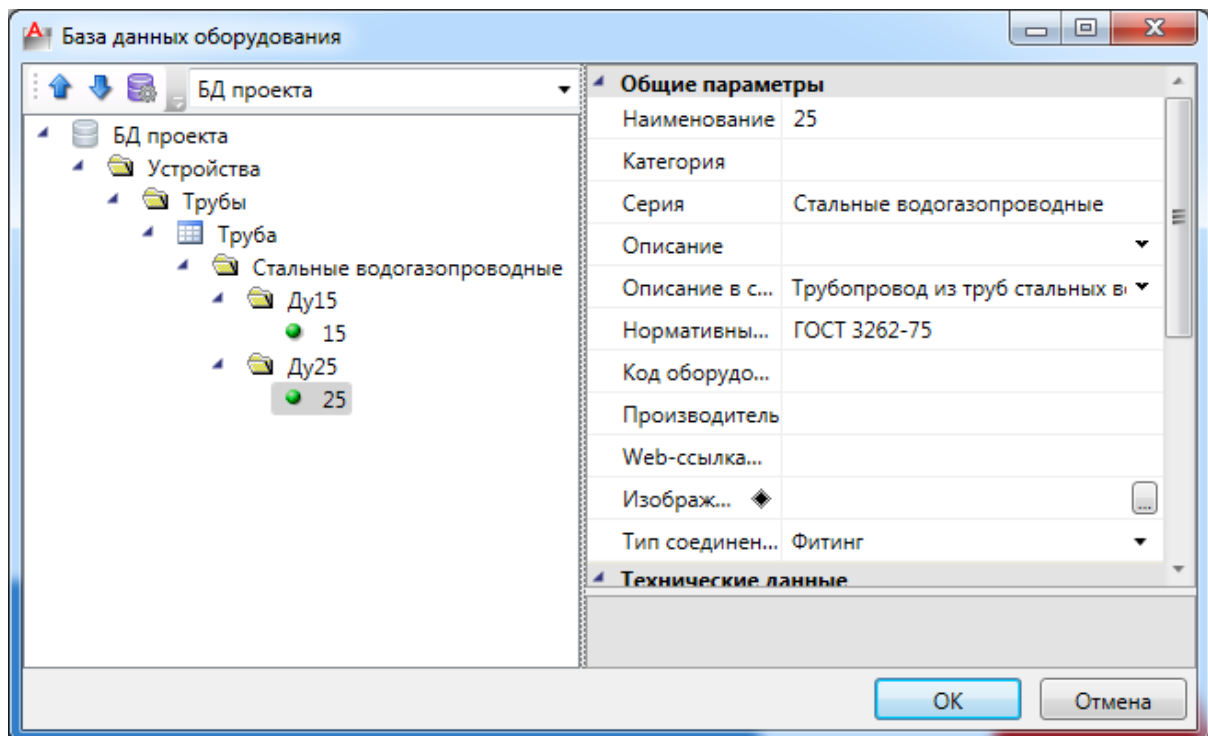 База данных оборудования
БД проекта
БД проекта
Устройства
Трубы
Труба
Стальные водогазопроводные
Ду15
15
Ду25
25
Общие параметры
Наименование 25
Категория
Серия Стальные водогазопроводные
Описание
Описание в с... Трубопровод из труб стальных в
Нормативны... ГОСТ 3262-75
Код оборудо...
Производитель
Web-ссылка...
Изображ... ...
Тип соединен... Фитинг
Технические данные
OK Отмена